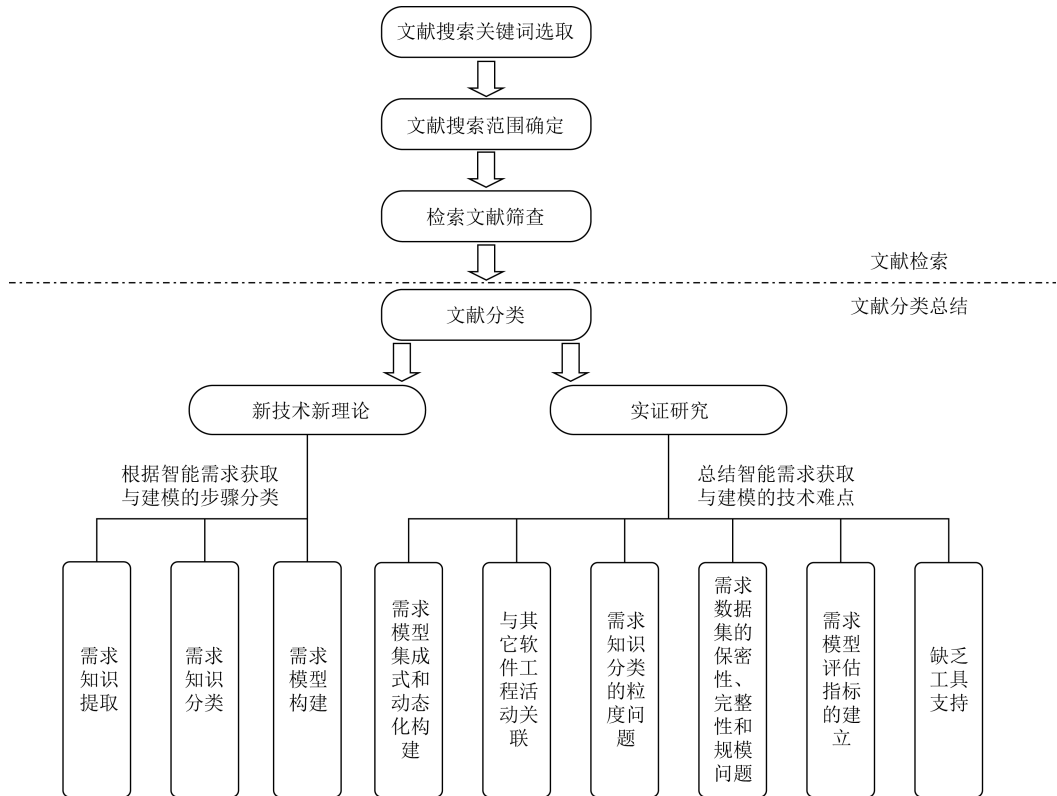 文献搜索关键词选取
文献搜索范围确定
检索文献筛查
文献检索
文献分类总结
文献分类
新技术新理论
实证研究
根据智能需求获取
与建模的步骤分类
总结智能需求获取
与建模的技术难点
需求
知识
提取
需求
知识
分类
需求
模型
构建
需求
模型
集成
式和
动态
化构
建
与其
它软
件工
程活
动关
联
需求
知识
分类
的粒
度问
题
需求
数据
集的
保密
性、
完整
性和
规模
问题
需求
模型
评估
指标
的建
立
缺乏
工具
支持